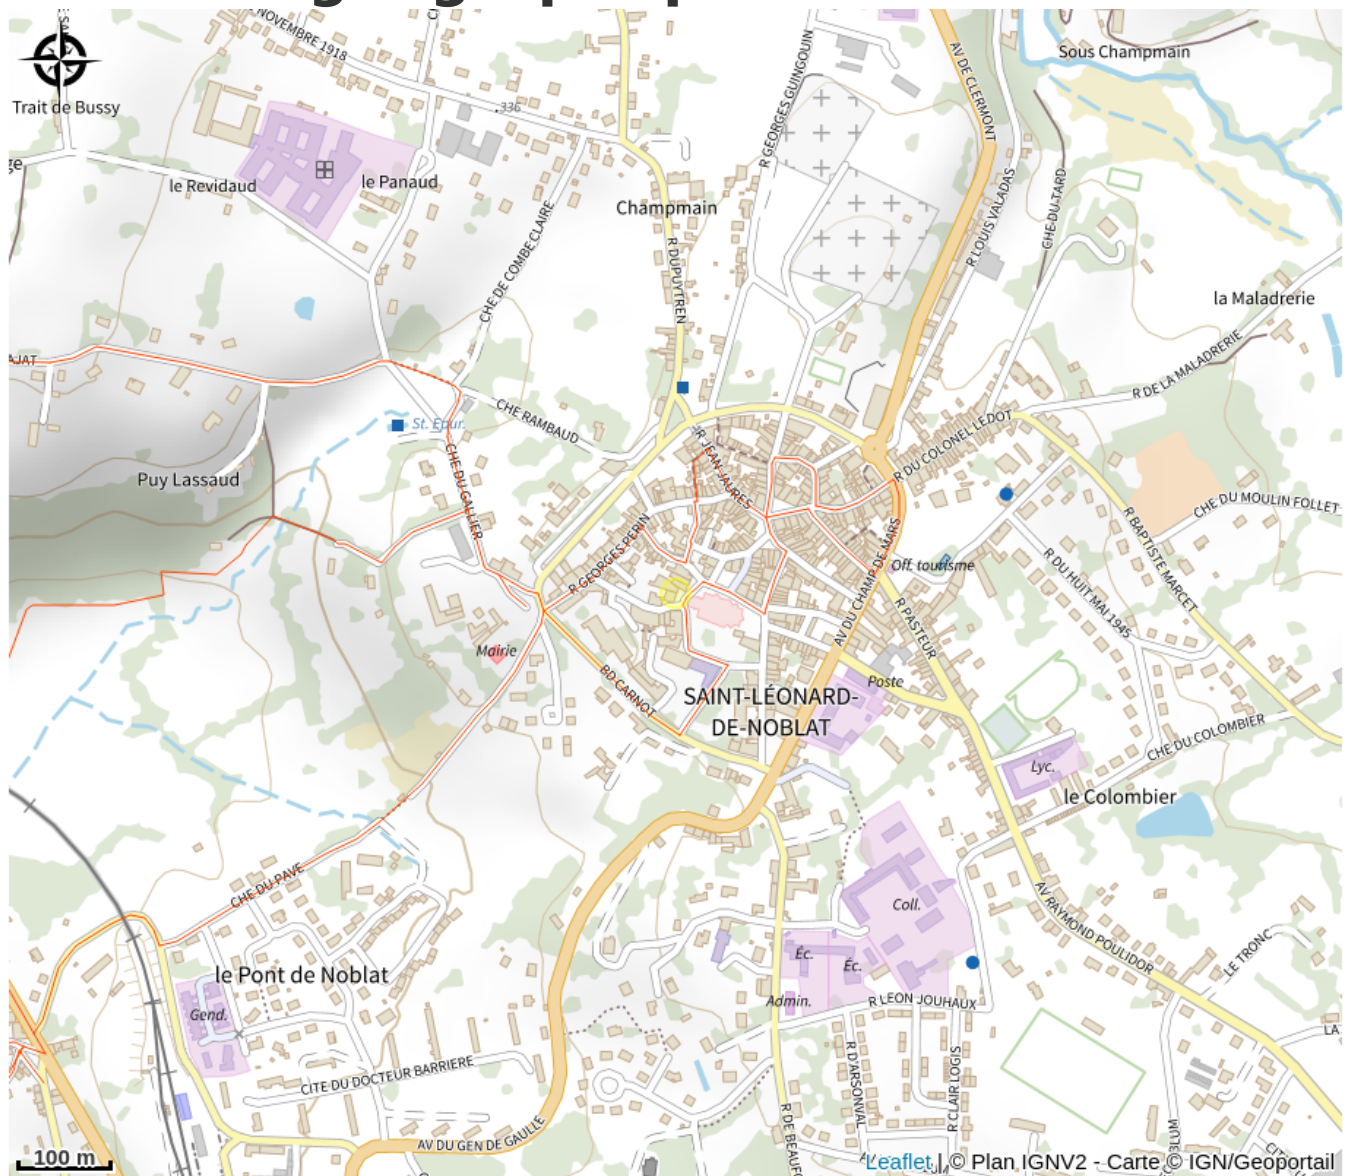 NOVEMBRE 1918
Sous Champmain
R GEORGES GUINGOUIN
AV DE CLERMONT
Trait de Bussy
.336
le Revidaud
le Panaud
Champmain
R LOUIS VALADAS
CHE DU TARD
CHE DE COMBE CLAIRE
R DUPUYTREN
la Maladrerie
AJAT
R DE LA MALADRERIE
CHE RAMBAUD
St. Épur.
R JEAN JAURES
R DU COLONEL LEDOT
CHE DU GALLIER
Puy Lassaud
CHE DU MOULIN FOLLET
R GEORGES PERIN
R BAPTISTE MARCET
AV DU CHAMP DE MARS
Off. tourisme
R DU HUIT MAI 1945
R PASTEUR
Mairie
BD CARNOT
Poste
SAINT-LÉONARD-
DE-NOBLAT
CHE DU COLOMBIER
Lyc.
le Colombier
CHE DU PAVE
Coll.
AV RAYMOND POULIDOR
LE TRONC
Éc.
Éc.
le Pont de Noblat
Admin.
R LEON JOUHAUX
Gend.
LA
R D'ARSONVAL
R CLAIR LOGIS
CITE DU DOCTEUR BARRIERE
R DE BEAUF
AV DU GEN DE GAULLE
100 m
Leaflet | © Plan IGNV2 - Carte © IGN/Geoportail